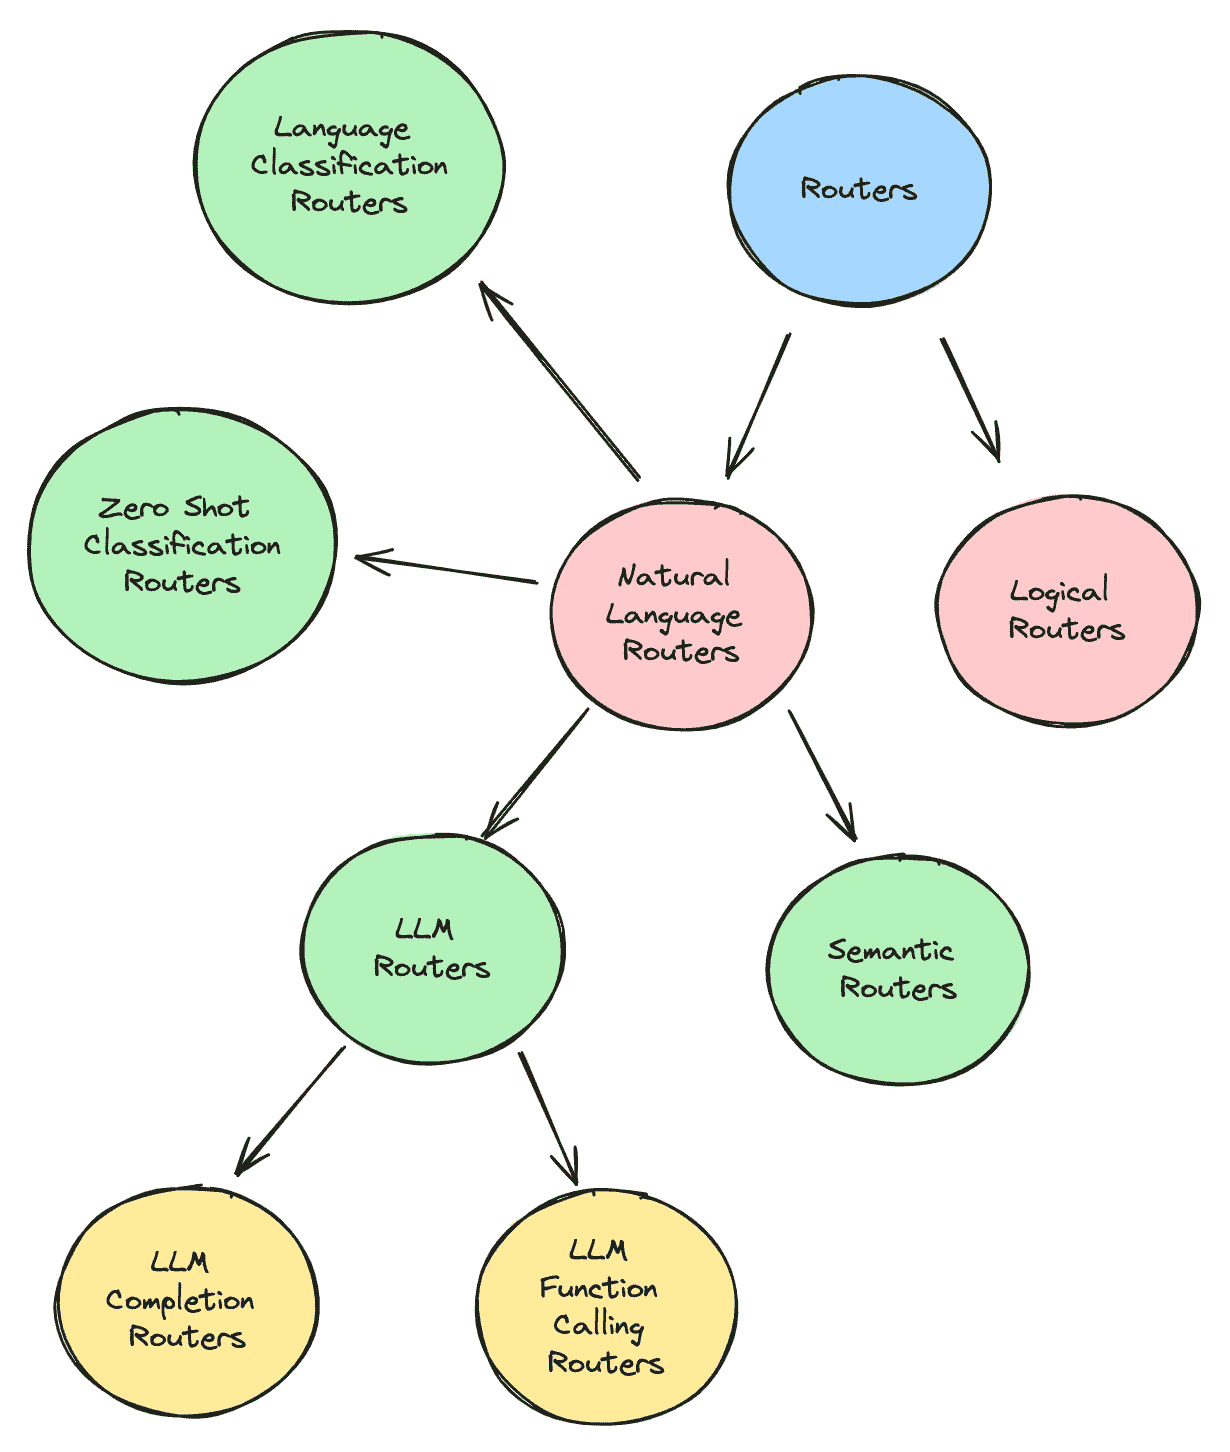 Language
Classification
Routers
Routers
Zero Shot
Classification
Routers
Natural
Language
Routers
Logical
Routers
LLM
Routers
Semantic
Routers
LLM
Completion
Routers
LLM
Function
Calling
Routers